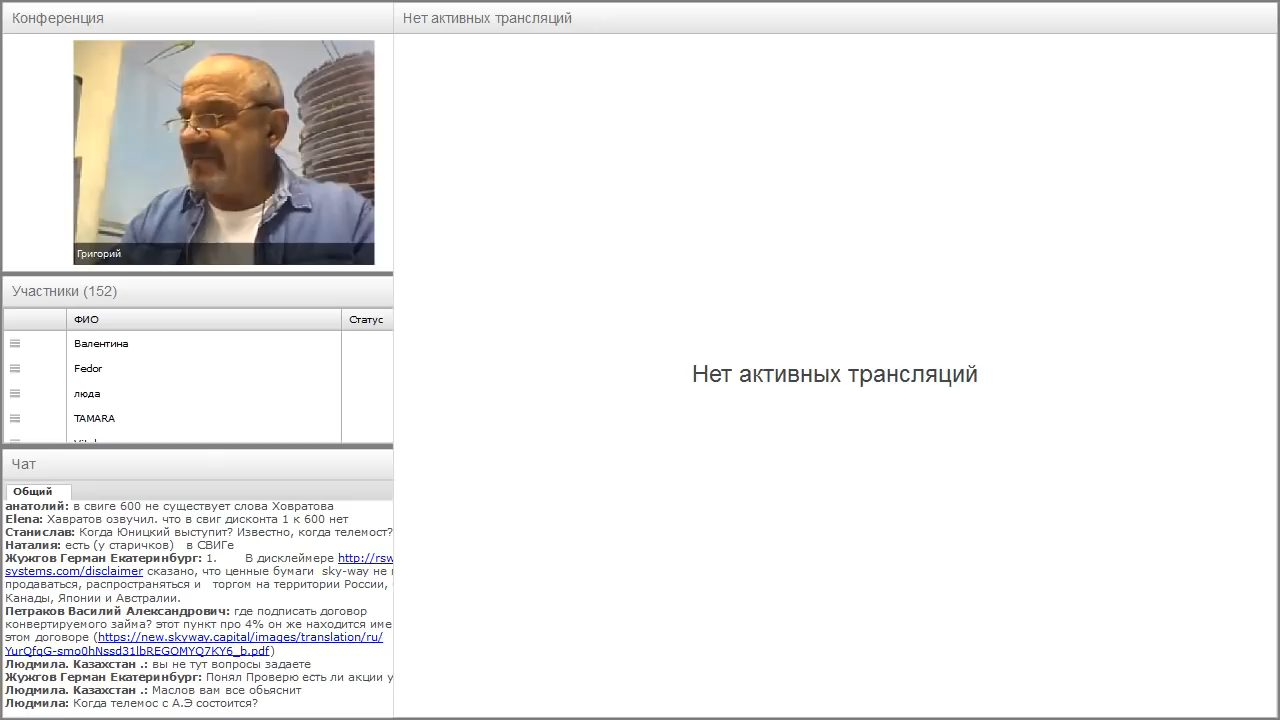 Конференция
Нет активных трансляций
Григорий
Участники (152)
ФИО
Статус
Валентина
Fedor
люда
TAMARA
Чат
Общий
анатолий: в свиге 600 не существует слова Ховратова
Elena: Хавратов озвучил. что в свиг дисконта 1 к 600 нет
Станислав: Когда Юницкий выступит? Известно, когда телемост?
Наталия: есть (у старичков) в СВИГе
Жужгов Герман Екатеринбург: 1. В дисклеймере http://rsw
systems.com/disclaimer сказано, что ценные бумаги sky-way не
продаваться, распространяться и торгом на территории России,
Канады, Японии и Австралии.
Петраков Василий Александрович: где подписать договор
конвертируемого займа? этот пункт про 4% он же находится име
этом договоре (https://new.skyway.capital/images/translation/ru/
YurQfqG-smo0hNssd31lbREGOMYQ7KY6_b.pdf)
Людмила. Казахстан .: вы не тут вопросы задаете
Жужгов Герман Екатеринбург: Понял Проверю есть ли акции у
Людмила. Казахстан .: Маслов вам все обьяснит
Людмила: Когда телемос с А.Э состоится?
Нет активных трансляций